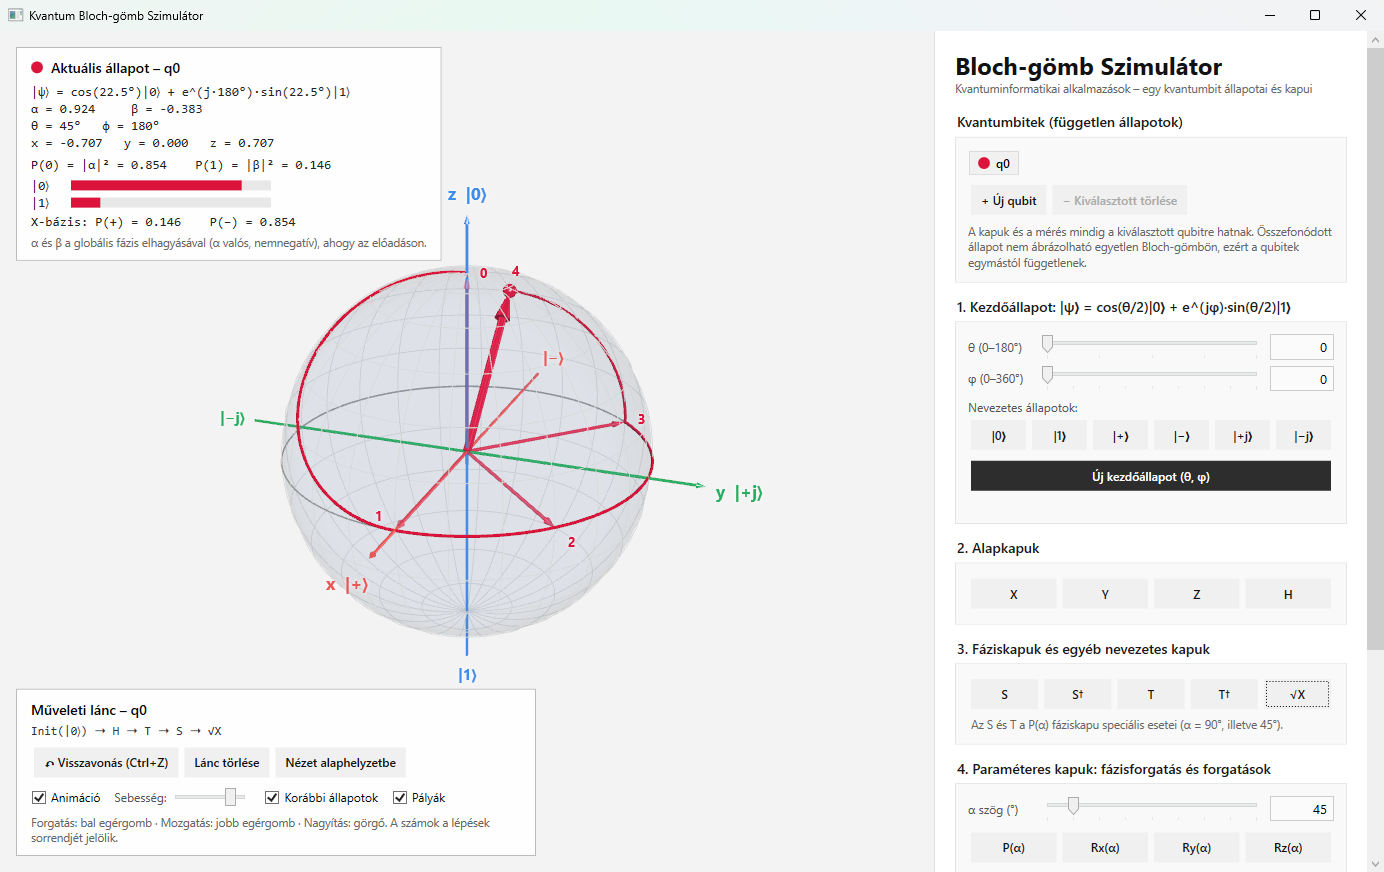 Kvantum Bloch-gömb Szimulátor
Aktuális állapot – q0
|ψ⟩ = cos(22.5°)|0⟩ + e^(j·180°)·sin(22.5°)|1⟩
α = 0.924 β = -0.383
θ = 45° ϕ = 180°
x = -0.707 y = 0.000 z = 0.707
P(0) = |α|² = 0.854 P(1) = |β|² = 0.146
|0⟩
|1⟩
X-bázis: P(+) = 0.146 P(–) = 0.854
α és β a globális fázis elhagyásával (α valós, nemnegatív), ahogy az előadáson.
z |0⟩
0 4
|−⟩
|−j⟩
3
y |+j⟩
1
2
x |+⟩
|1⟩
Műveleti lánc – q0
Init(|0⟩) → H → T → S → √X
↶ Visszavonás (Ctrl+Z)
Lánc törlése
Nézet alaphelyzetbe
Animáció Sebesség: Korábbi állapotok Pályák
Forgatás: bal egérgomb · Mozgatás: jobb egérgomb · Nagyítás: görgő. A számok a lépések
sorrendjét jelölik.
Bloch-gömb Szimulátor
Kvantuminformatikai alkalmazások – egy kvantumbit állapotai és kapui
Kvantumbitek (független állapotok)
q0
+ Új qubit
− Kiválasztott törlése
A kapuk és a mérés mindig a kiválasztott qubitre hatnak. Összefonódott
állapot nem ábrázolható egyetlen Bloch-gömbön, ezért a qubitek
egymástól függetlenek.
1. Kezdőállapot: |ψ⟩ = cos(θ/2)|0⟩ + e^(jφ)·sin(θ/2)|1⟩
θ (0–180°) 0
φ (0–360°) 0
Nevezetes állapotok:
|0⟩ |1⟩ |+⟩ |−⟩ |+j⟩ |−j⟩
Új kezdőállapot (θ, φ)
2. Alapkapuk
X Y Z H
3. Fáziskapuk és egyéb nevezetes kapuk
S S† T T† √X
Az S és T a P(α) fáziskapu speciális esetei (α = 90°, illetve 45°).
4. Paraméteres kapuk: fázisforgatás és forgatások
α szög (°) 45
P(α) Rx(α) Ry(α) Rz(α)